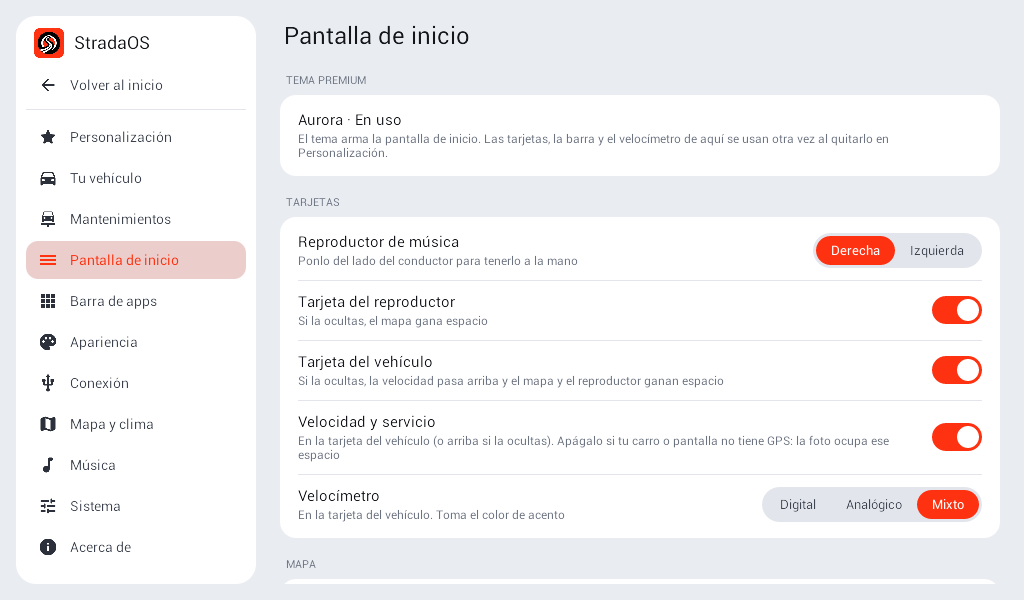 StradaOS
Volver al inicio
Personalización
Tu vehículo
Mantenimientos
Pantalla de inicio
Barra de apps
Apariencia
Conexión
Mapa y clima
Música
Sistema
Acerca de
Pantalla de inicio
TEMA PREMIUM
Aurora · En uso
El tema arma la pantalla de inicio. Las tarjetas, la barra y el velocímetro de aquí se usan otra vez al quitarlo en
Personalización.
TARJETAS
Reproductor de música
Ponlo del lado del conductor para tenerlo a la mano
Derecha Izquierda
Tarjeta del reproductor
Si la ocultas, el mapa gana espacio
Tarjeta del vehículo
Si la ocultas, la velocidad pasa arriba y el mapa y el reproductor ganan espacio
Velocidad y servicio
En la tarjeta del vehículo (o arriba si la ocultas). Apágalo si tu carro o pantalla no tiene GPS: la foto ocupa ese
espacio
Velocímetro
En la tarjeta del vehículo. Toma el color de acento
Digital Analógico Mixto
MAPA